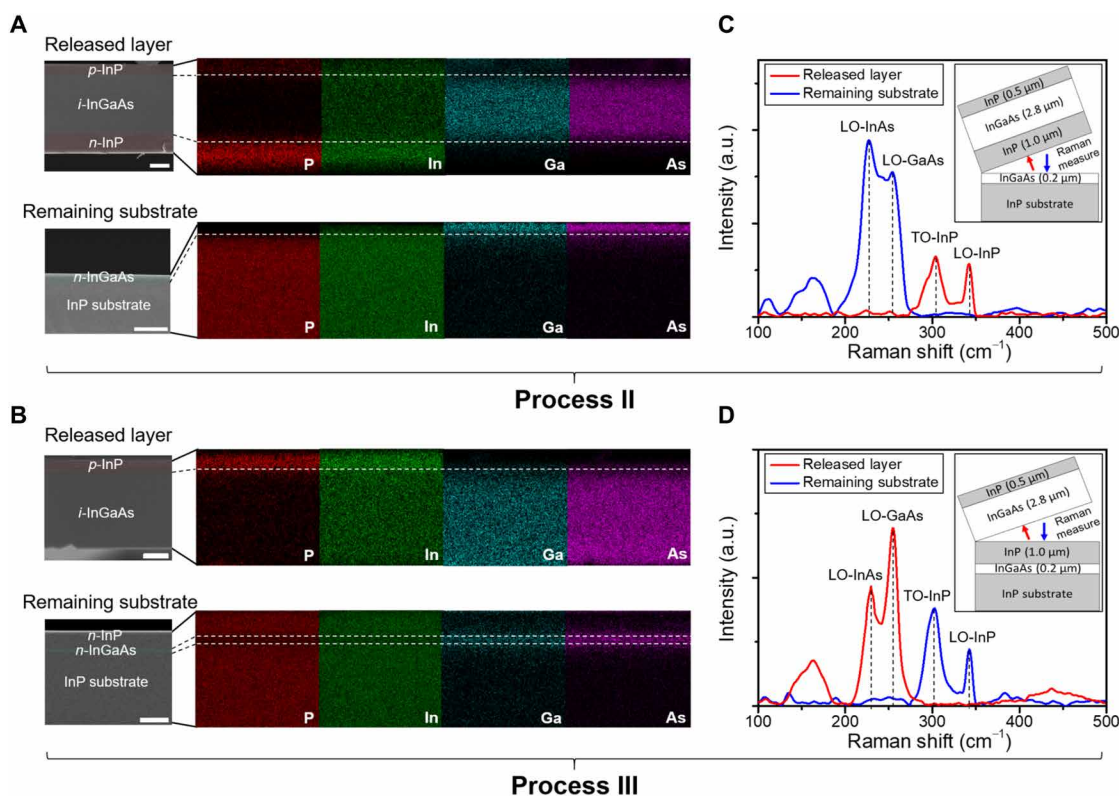 A
Released layer
p-InP
i-InGaAs
n-InP
P
In
Ga
As
Remaining substrate
n-InGaAs
InP substrate
P
In
Ga
As
C
Released layer
Remaining substrate
LO-InAs
LO-GaAs
TO-InP
LO-InP
InP (0.5 μm)
InGaAs (2.8 μm)
InP (1.0 μm)
Raman
measure
InGaAs (0.2 μm)
InP substrate
Intensity (a.u.)
100 200 300 400 500
Raman shift (cm⁻¹)
Process II
B
Released layer
p-InP
i-InGaAs
P
In
Ga
As
Remaining substrate
n-InP
n-InGaAs
InP substrate
P
In
Ga
As
D
Released layer
Remaining substrate
LO-GaAs
LO-InAs
TO-InP
LO-InP
InP (0.5 μm)
InGaAs (2.8 μm)
Raman
measure
InP (1.0 μm)
InGaAs (0.2 μm)
InP substrate
Intensity (a.u.)
100 200 300 400 500
Raman shift (cm⁻¹)
Process III